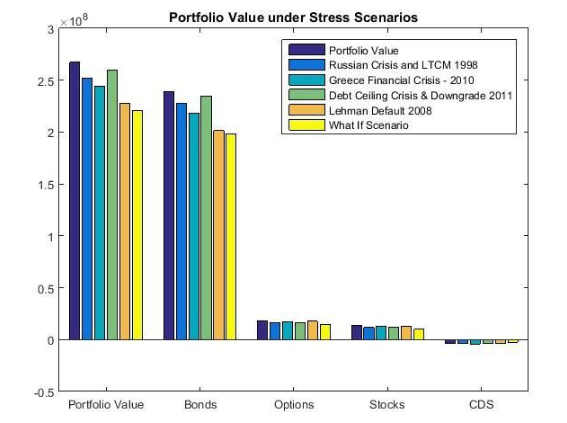 Portfolio Value under Stress Scenarios
×10^8
3
2.5
2
1.5
1
0.5
0
-0.5
Portfolio Value
Russian Crisis and LTCM 1998
Greece Financial Crisis - 2010
Debt Ceiling Crisis & Downgrade 2011
Lehman Default 2008
What If Scenario
Portfolio Value Bonds Options Stocks CDS